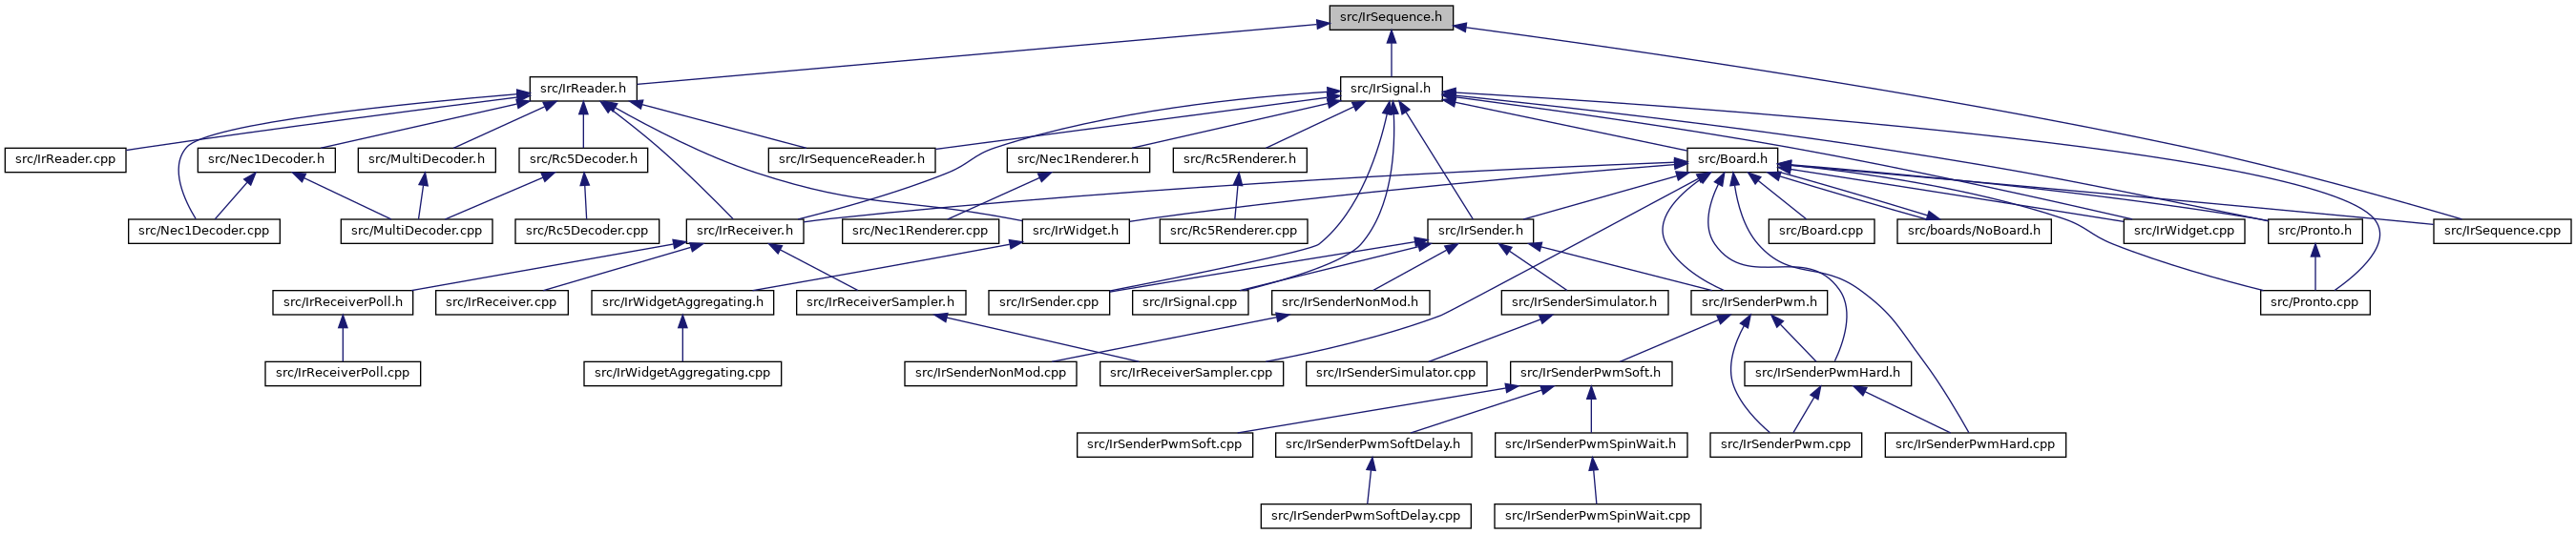 src/IrSequence.h
src/IrReader.h
src/IrSignal.h
src/IrReader.cpp
src/Nec1Decoder.h
src/MultiDecoder.h
src/Rc5Decoder.h
src/IrSequenceReader.h
src/Nec1Renderer.h
src/Rc5Renderer.h
src/Board.h
src/Nec1Decoder.cpp
src/MultiDecoder.cpp
src/Rc5Decoder.cpp
src/IrReceiver.h
src/Nec1Renderer.cpp
src/IrWidget.h
src/Rc5Renderer.cpp
src/IrSender.h
src/Board.cpp
src/boards/NoBoard.h
src/IrWidget.cpp
src/Pronto.h
src/IrSequence.cpp
src/IrReceiverPoll.h
src/IrReceiver.cpp
src/IrWidgetAggregating.h
src/IrReceiverSampler.h
src/IrSender.cpp
src/IrSignal.cpp
src/IrSenderNonMod.h
src/IrSenderSimulator.h
src/IrSenderPwm.h
src/Pronto.cpp
src/IrReceiverPoll.cpp
src/IrWidgetAggregating.cpp
src/IrSenderNonMod.cpp
src/IrReceiverSampler.cpp
src/IrSenderSimulator.cpp
src/IrSenderPwmSoft.h
src/IrSenderPwmHard.h
src/IrSenderPwmSoft.cpp
src/IrSenderPwmSoftDelay.h
src/IrSenderPwmSpinWait.h
src/IrSenderPwm.cpp
src/IrSenderPwmHard.cpp
src/IrSenderPwmSoftDelay.cpp
src/IrSenderPwmSpinWait.cpp